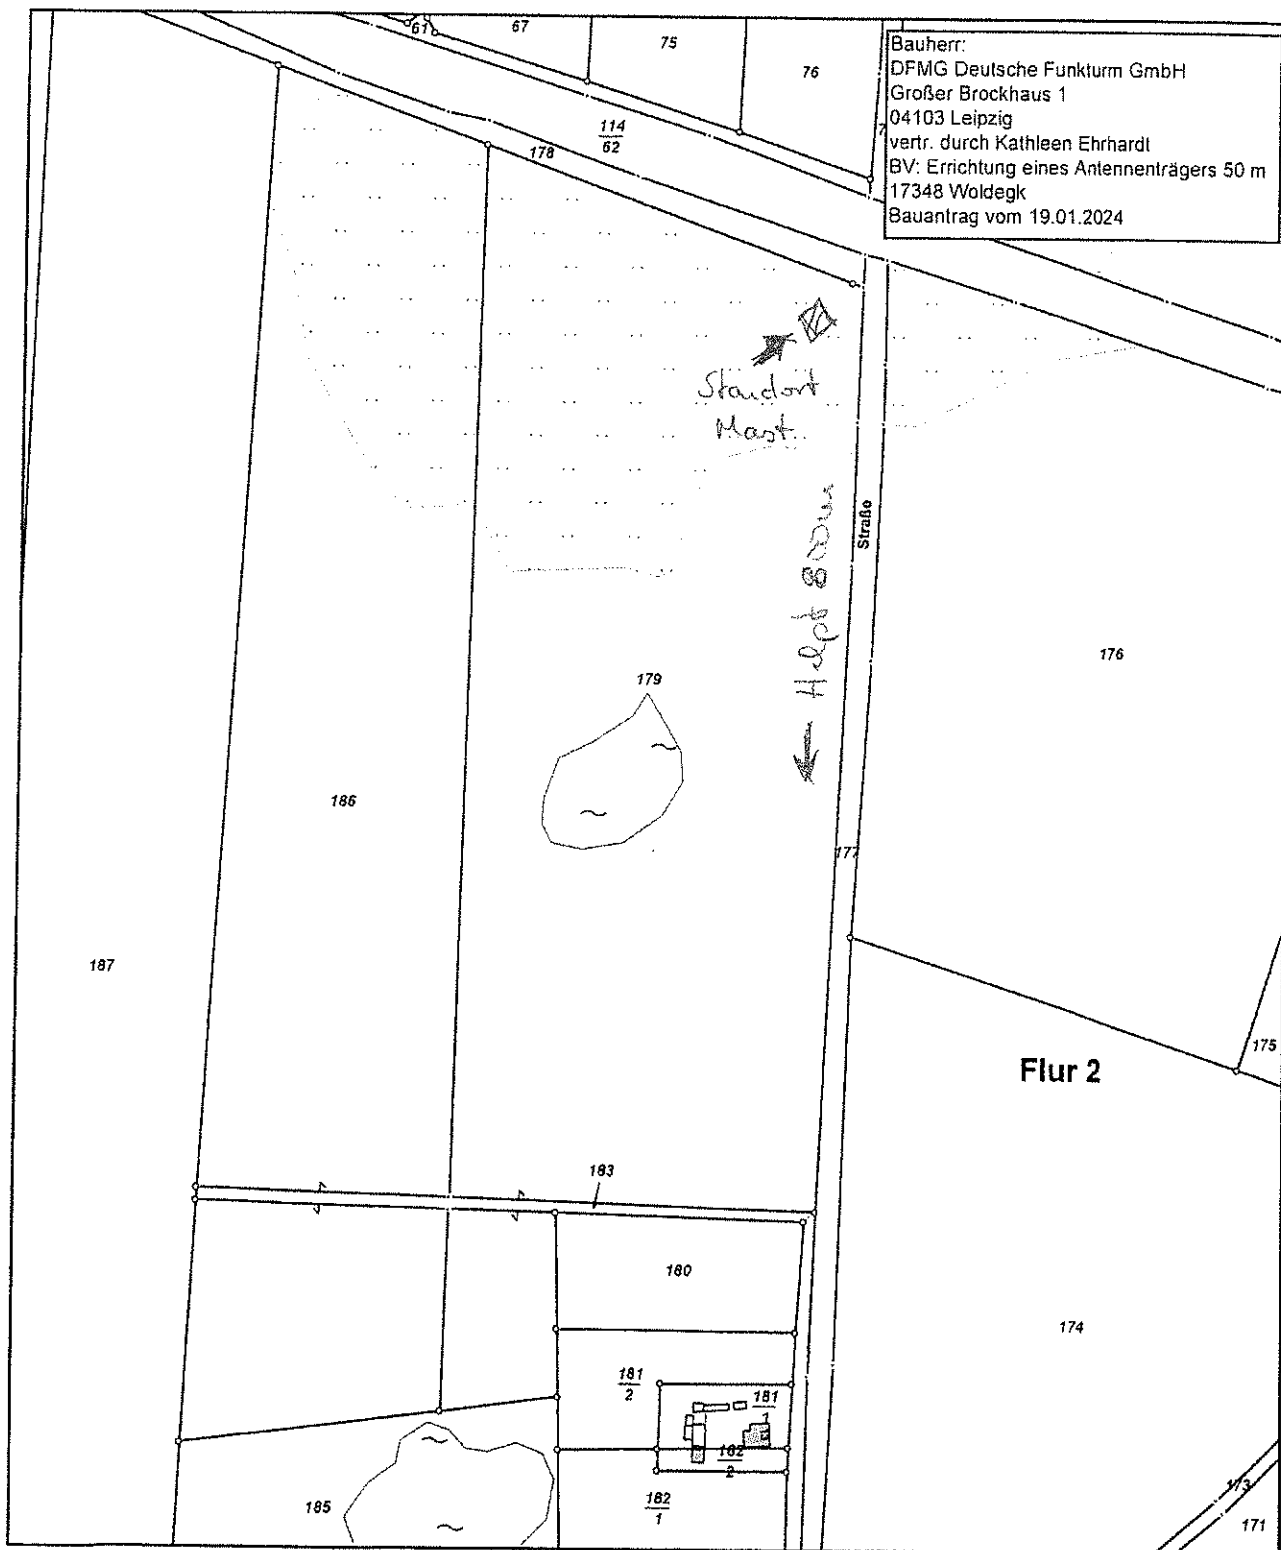 61
67
75
76
Bauherr:
DFMG Deutsche Funkturm GmbH
Großer Brockhaus 1
04103 Leipzig
vertr. durch Kathleen Ehrhardt
BV: Errichtung eines Antennenträgers 50 m
17348 Woldegk
Bauantrag vom 19.01.2024
114
62
178
Standort
Mast
Straße
Helpt 800m
176
179
186
177
187
175
Flur 2
183
180
174
181
2
181
1
182
2
182
1
185
173
171